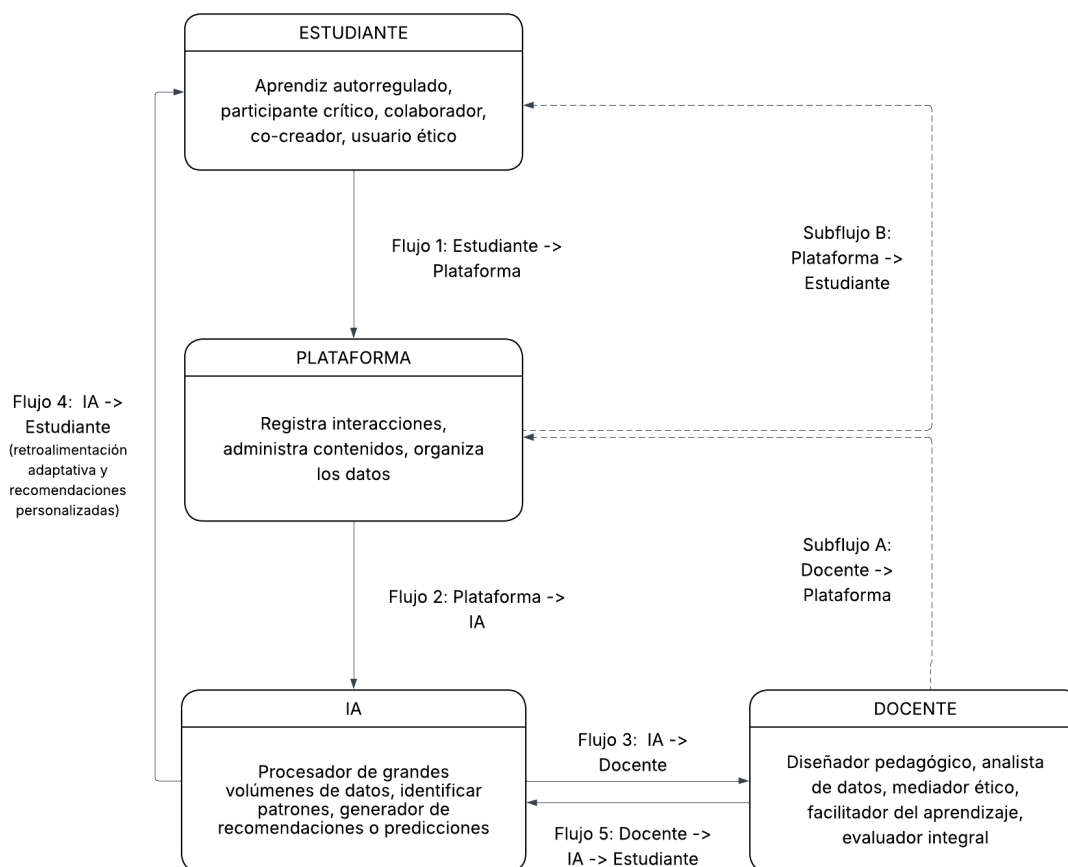 ESTUDIANTE
Aprendiz autorregulado,
participante crítico, colaborador,
co-creador, usuario ético
Flujo 1: Estudiante ->
Plataforma
Subflujo B:
Plataforma ->
Estudiante
PLATAFORMA
Registra interacciones,
administra contenidos, organiza
los datos
Flujo 4:  IA ->
Estudiante
(retroalimentación
adaptativa y
recomendaciones
personalizadas)
Subflujo A:
Docente ->
Plataforma
Flujo 2: Plataforma ->
IA
IA
Procesador de grandes
volúmenes de datos, identificar
patrones, generador de
recomendaciones o predicciones
Flujo 3:  IA ->
Docente
Flujo 5: Docente ->
IA -> Estudiante
DOCENTE
Diseñador pedagógico, analista
de datos, mediador ético,
facilitador del aprendizaje,
evaluador integral